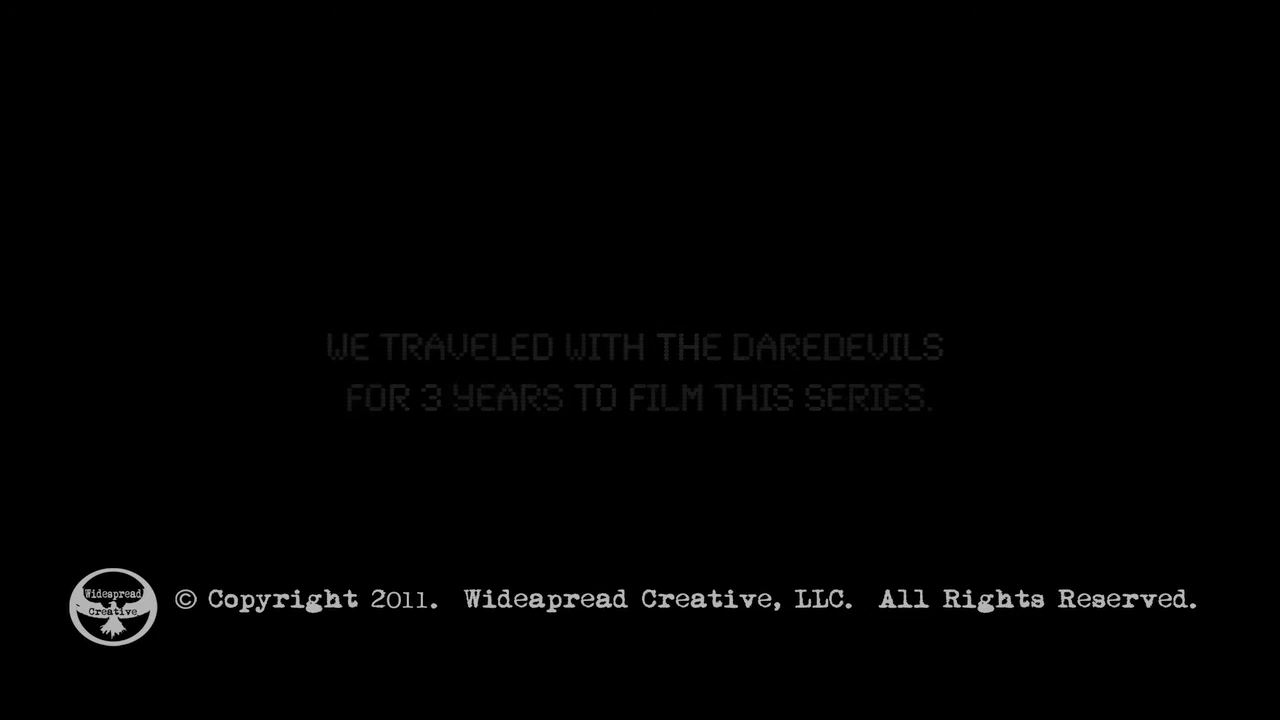 WE TRAVELED WITH THE DAREDEVILS
FOR 3 YEARS TO FILM THIS SERIES.
Widespread
Creative
© Copyright 2011. Wideapread Creative, LLC. All Rights Reserved.